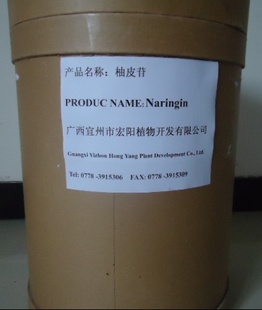 产品名称：柚皮苷
PRODUC NAME: Naringin
广西宜州市宏阳植物开发有限公司
Guangxi Yizhou Hong Yang Plant Development Co., Ltd
Tel: 0778 -3915306 FAX: 0778 -3915309